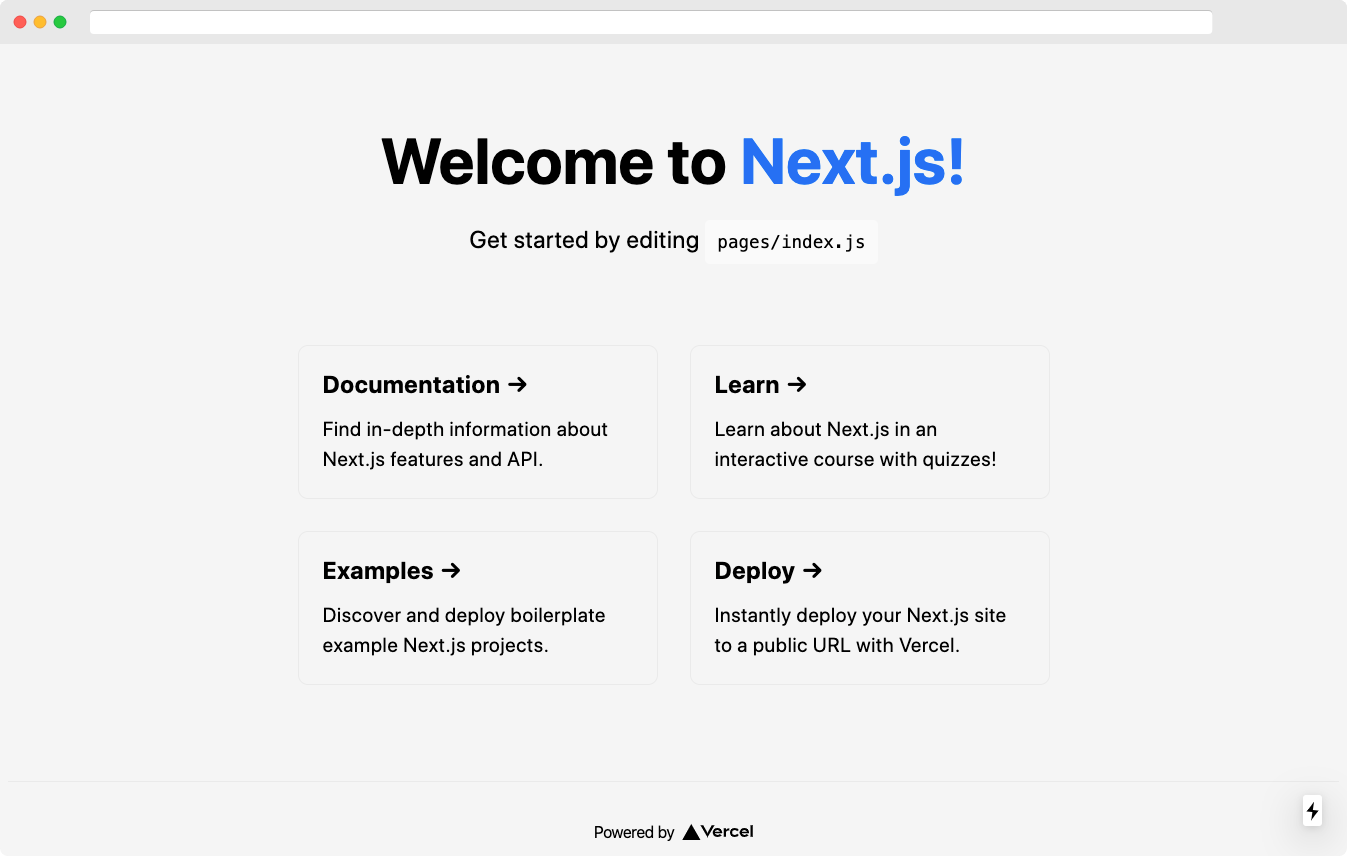 Welcome to Next.js!
Get started by editing pages/index.js
Documentation →
Find in-depth information about
Next.js features and API.
Learn →
Learn about Next.js in an
interactive course with quizzes!
Examples →
Discover and deploy boilerplate
example Next.js projects.
Deploy →
Instantly deploy your Next.js site
to a public URL with Vercel.
Powered by Vercel